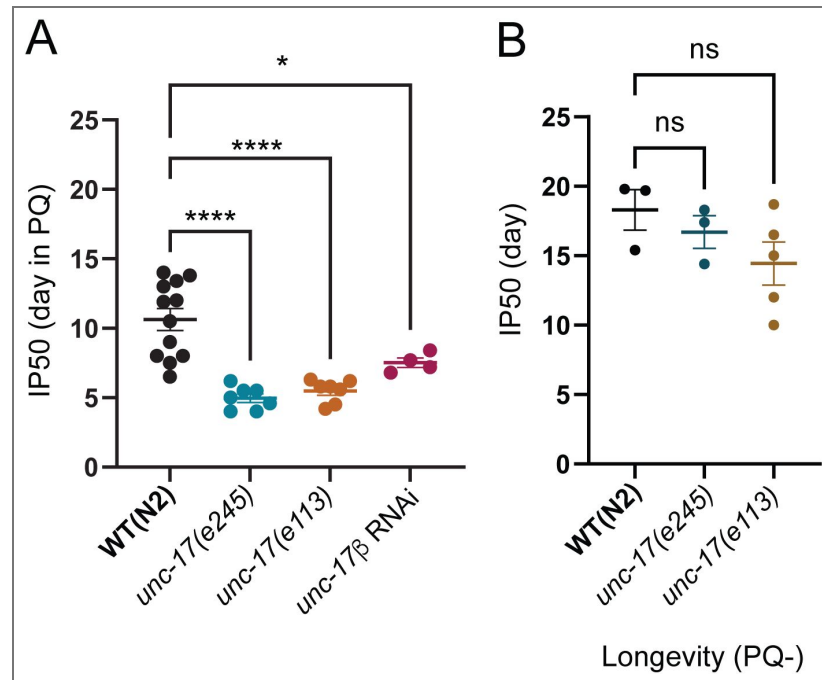 A
*
****
****
IP50 (day in PQ)
25
20
15
10
5
0
WT(N2)
unc-17(e245)
unc-17(e113)
unc-17β RNAi
B
ns
ns
IP50 (day)
25
20
15
10
5
0
WT(N2)
unc-17(e245)
unc-17(e113)
Longevity (PQ-)